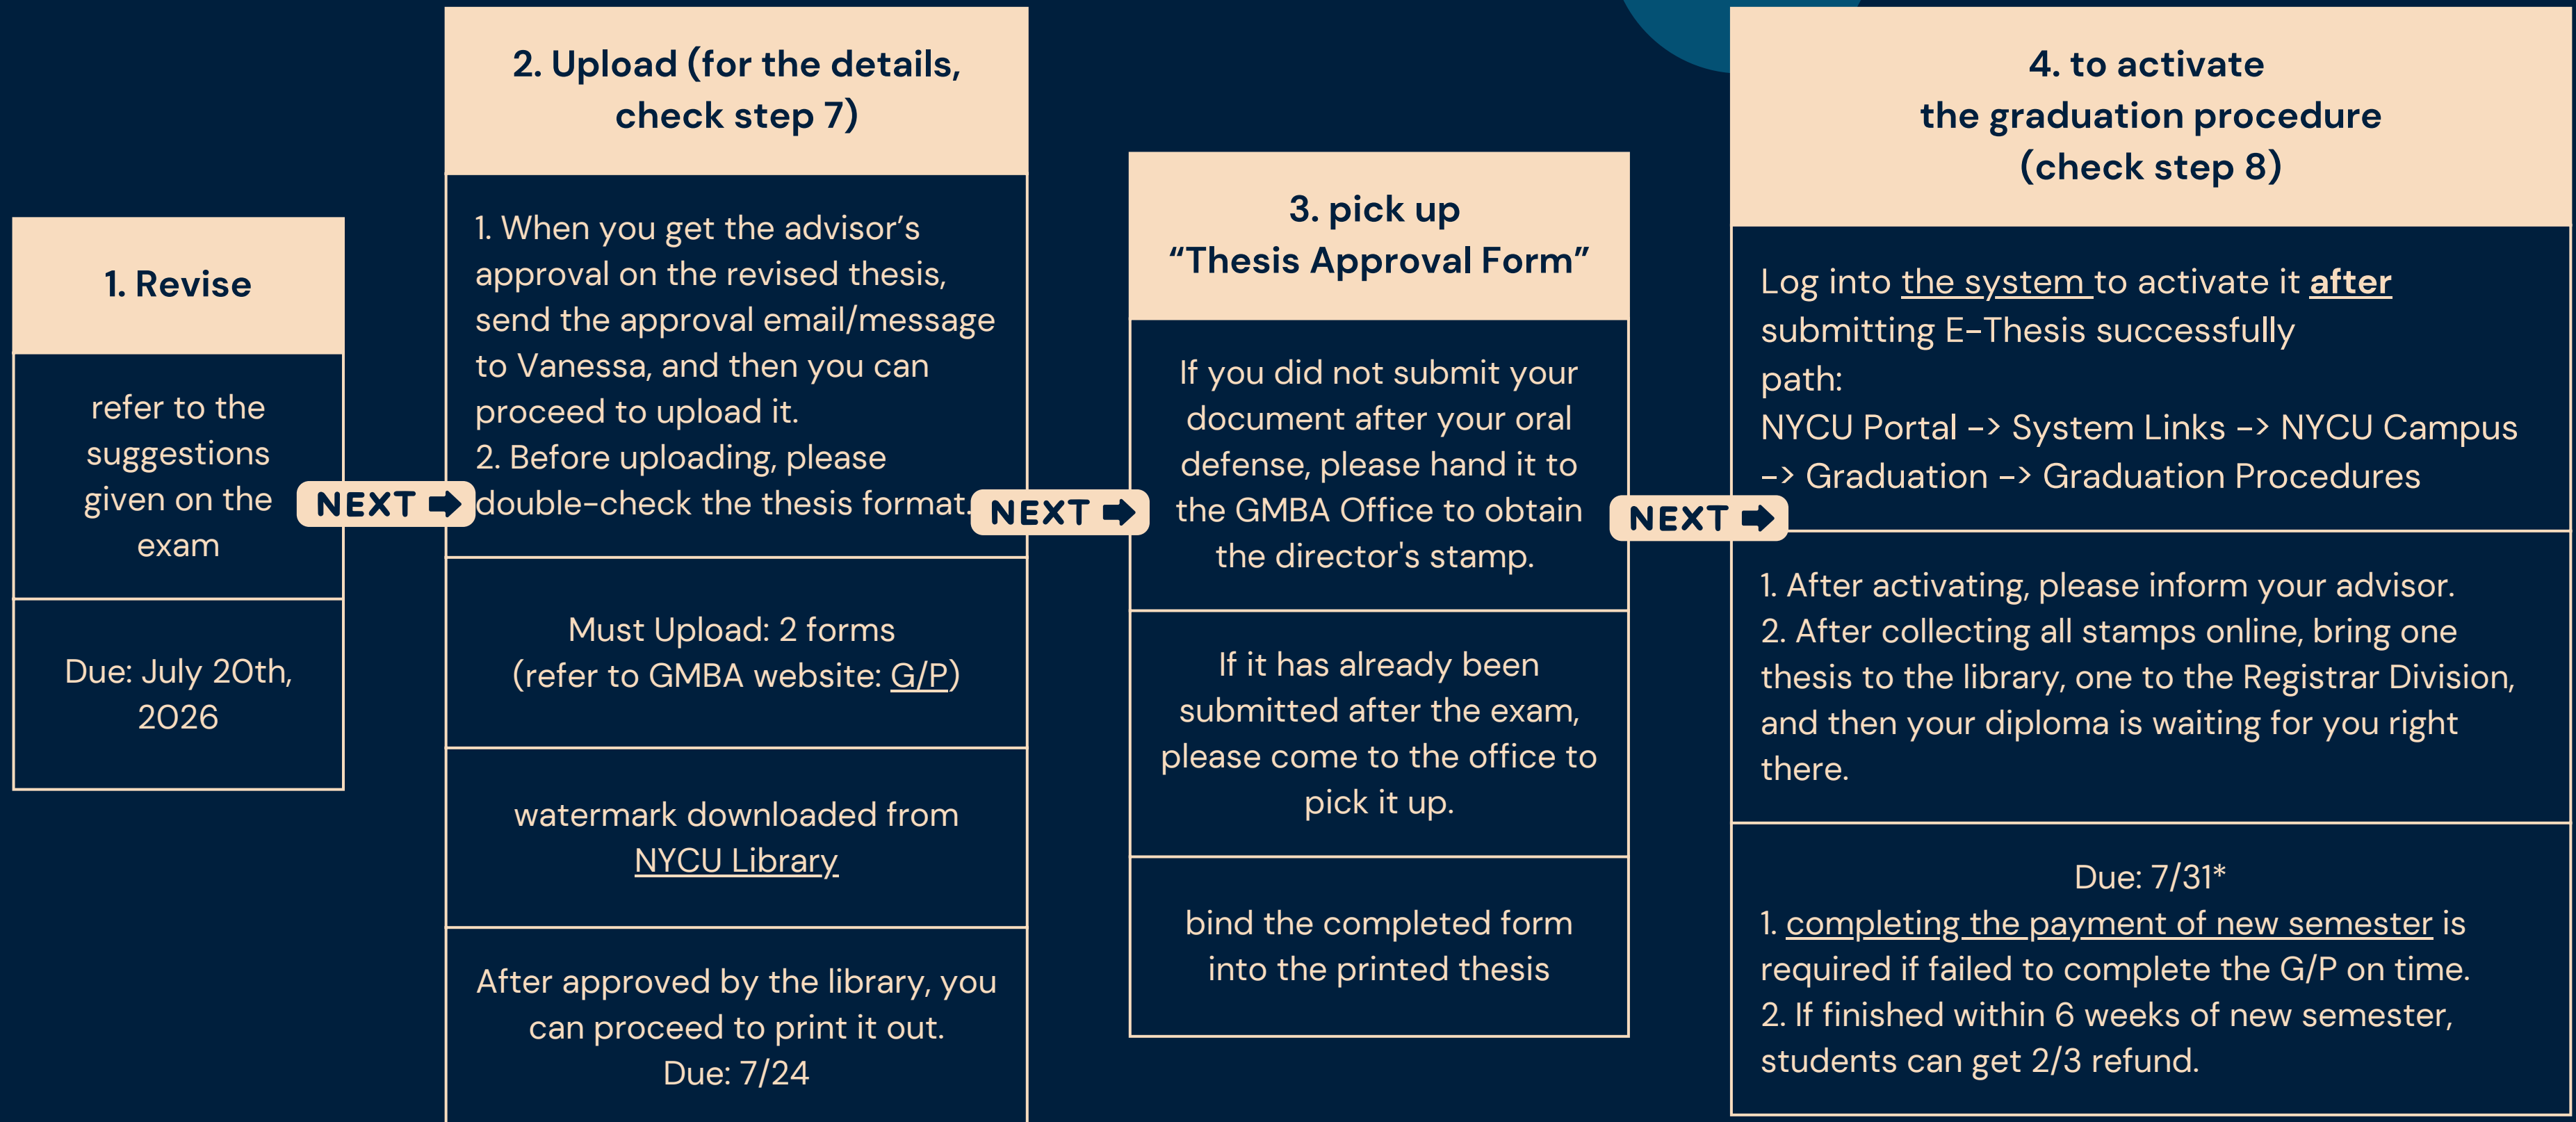 1. Revise
refer to the
suggestions
given on the
exam
Due: July 20th,
2026
NEXT
2. Upload (for the details,
check step 7)
1. When you get the advisor’s
approval on the revised thesis,
send the approval email/message
to Vanessa, and then you can
proceed to upload it.
2. Before uploading, please
double-check the thesis format.
Must Upload: 2 forms
(refer to GMBA website: G/P)
watermark downloaded from
NYCU Library
After approved by the library, you
can proceed to print it out.
Due: 7/24
NEXT
3. pick up
“Thesis Approval Form”
If you did not submit your
document after your oral
defense, please hand it to
the GMBA Office to obtain
the director's stamp.
If it has already been
submitted after the exam,
please come to the office to
pick it up.
bind the completed form
into the printed thesis
NEXT
4. to activate
the graduation procedure
(check step 8)
Log into the system to activate it after
submitting E-Thesis successfully
path:
NYCU Portal -> System Links -> NYCU Campus
-> Graduation -> Graduation Procedures
1. After activating, please inform your advisor.
2. After collecting all stamps online, bring one
thesis to the library, one to the Registrar Division,
and then your diploma is waiting for you right
there.
Due: 7/31*
1. completing the payment of new semester is
required if failed to complete the G/P on time.
2. If finished within 6 weeks of new semester,
students can get 2/3 refund.